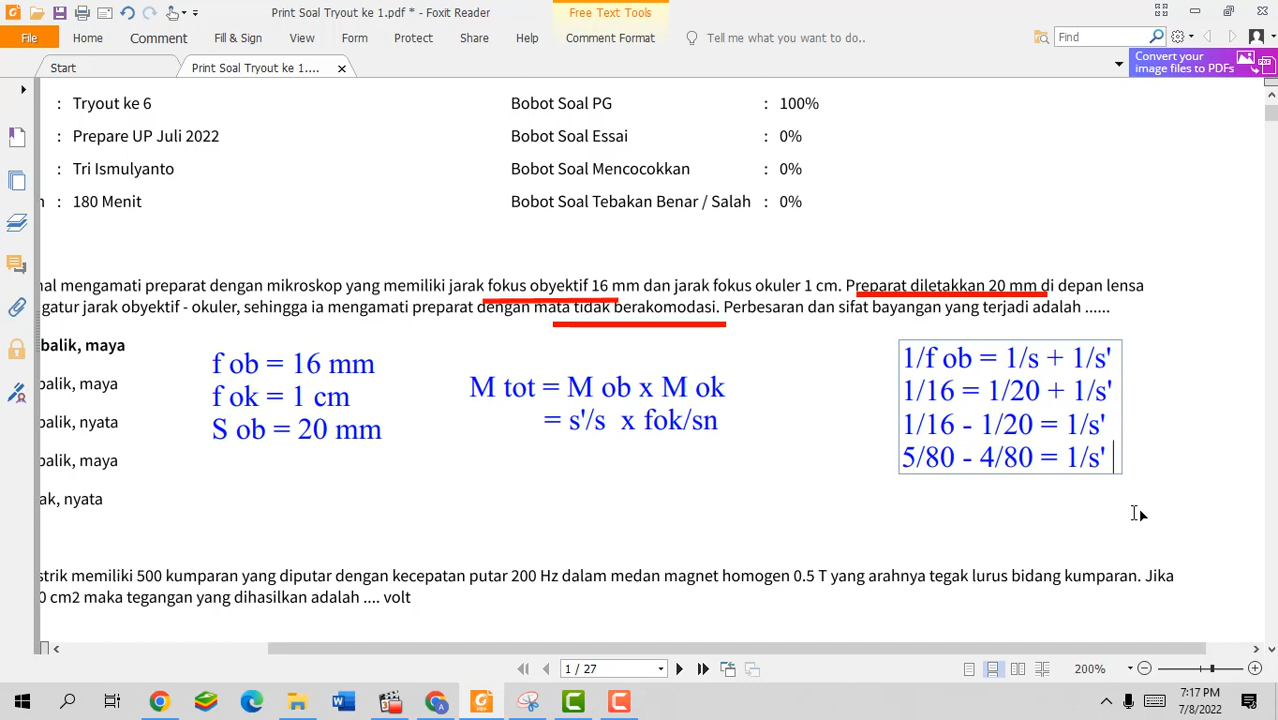 Print Soal Tryout ke 1.pdf * - Foxit Reader
Free Text Tools
File Home Comment Fill & Sign View Form Protect Share Help Comment Format Tell me what you want to do.. Find
Start
Print Soal Tryout ke 1....
Convert your
image files to PDFs
: Tryout ke 6 Bobot Soal PG : 100%
: Prepare UP Juli 2022 Bobot Soal Essai : 0%
: Tri Ismulyanto Bobot Soal Mencocokkan : 0%
: 180 Menit Bobot Soal Tebakan Benar / Salah : 0%
mengamati preparat dengan mikroskop yang memiliki jarak fokus obyektif 16 mm dan jarak fokus okuler 1 cm. Preparat diletakkan 20 mm di depan lensa
gatur jarak obyektif - okuler, sehingga ia mengamati preparat dengan mata tidak berakomodasi. Perbesaran dan sifat bayangan yang terjadi adalah ......
balik, maya
balik, maya
balik, nyata
balik, maya
ak, nyata
f ob = 16 mm
f ok = 1 cm
S ob = 20 mm
M tot = M ob x M ok
= s'/s x fok/sn
1/f ob = 1/s + 1/s'
1/16 = 1/20 + 1/s'
1/16 - 1/20 = 1/s'
5/80 - 4/80 = 1/s'
strik memiliki 500 kumparan yang diputar dengan kecepatan putar 200 Hz dalam medan magnet homogen 0.5 T yang arahnya tegak lurus bidang kumparan. Jika
0 cm2 maka tegangan yang dihasilkan adalah .... volt
1 / 27
200%
7:17 PM
7/8/2022